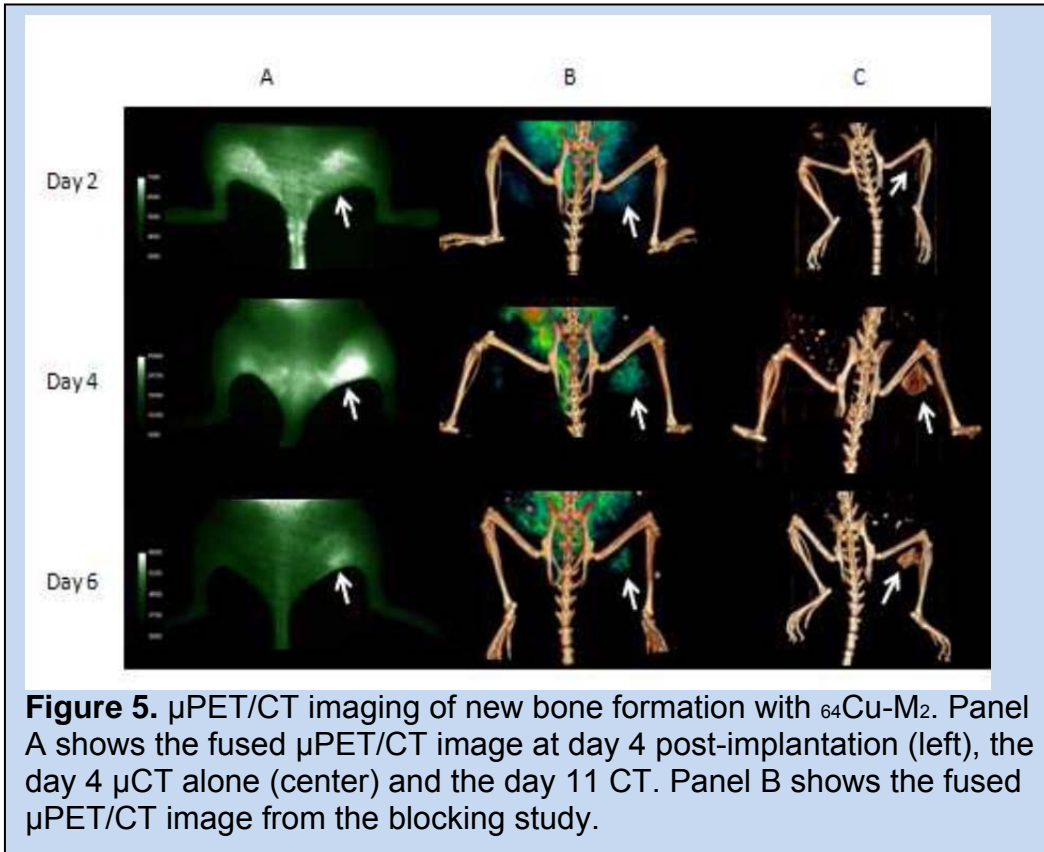 A B C
Day 2
Day 4
Day 6
Figure 5. µPET/CT imaging of new bone formation with ₆₄Cu-M₂. Panel
A shows the fused µPET/CT image at day 4 post-implantation (left), the
day 4 µCT alone (center) and the day 11 CT. Panel B shows the fused
µPET/CT image from the blocking study.